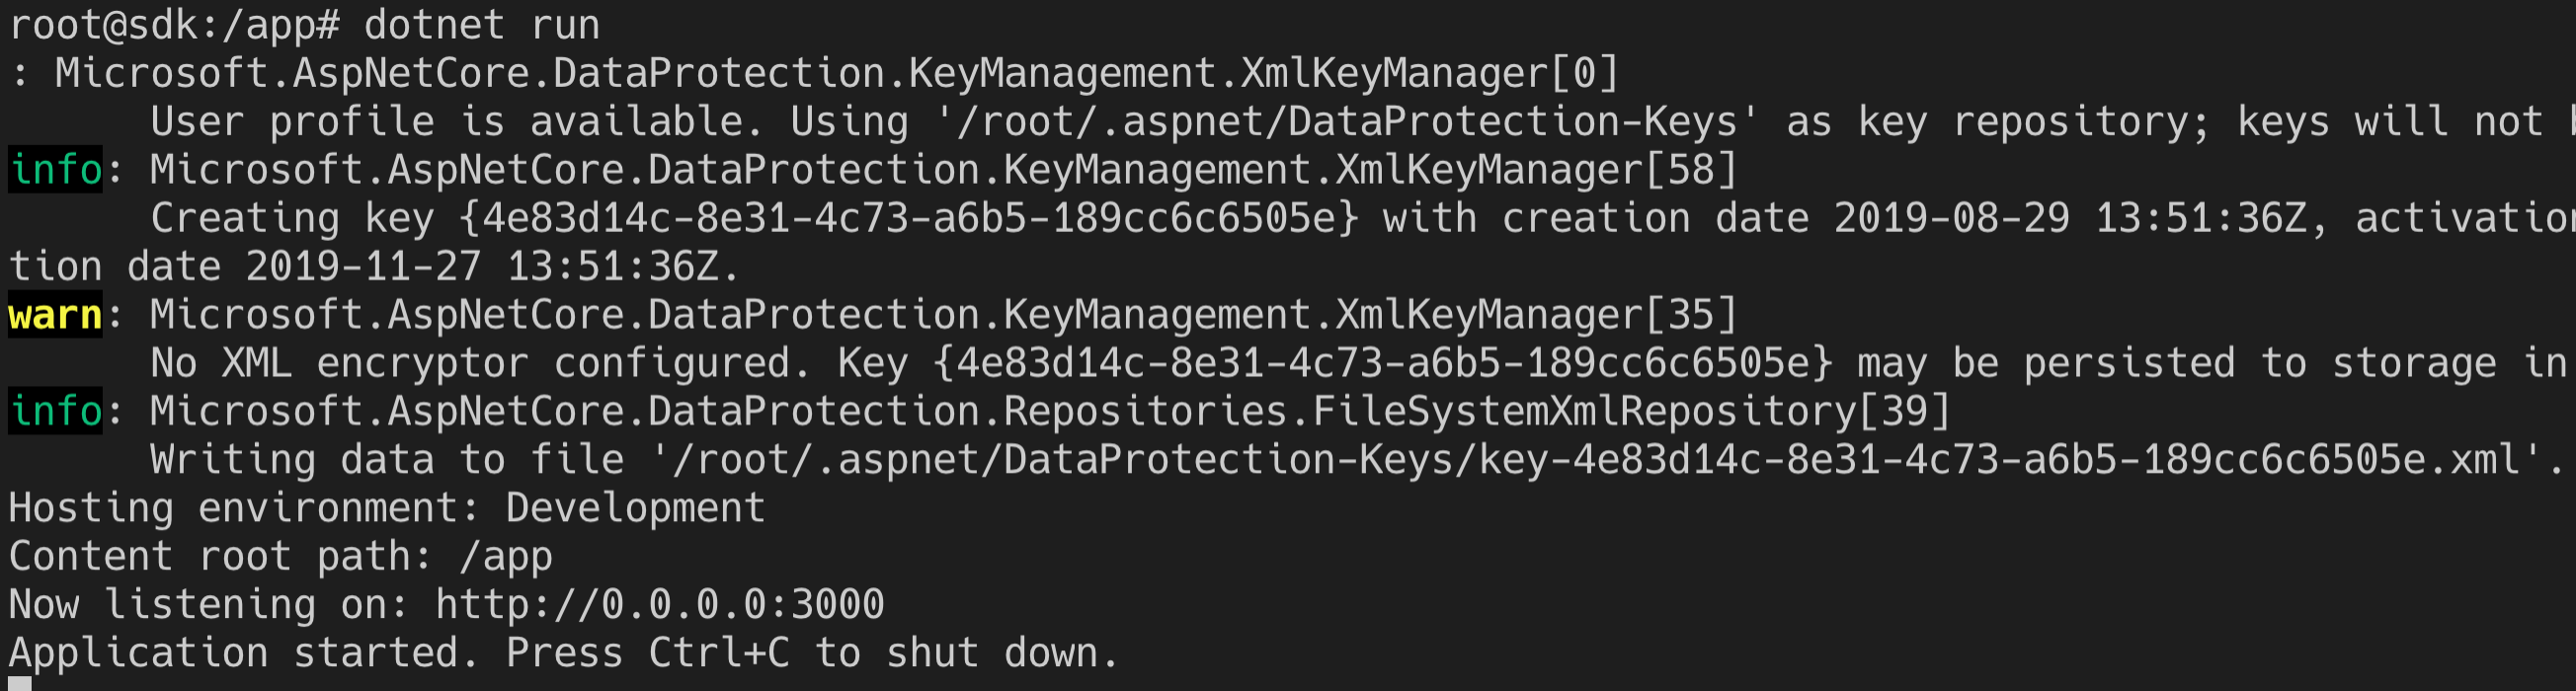 root@sdk:/app# dotnet run
: Microsoft.AspNetCore.DataProtection.KeyManagement.XmlKeyManager[0]
User profile is available. Using '/root/.aspnet/DataProtection-Keys' as key repository; keys will not
info: Microsoft.AspNetCore.DataProtection.KeyManagement.XmlKeyManager[58]
Creating key {4e83d14c-8e31-4c73-a6b5-189cc6c6505e} with creation date 2019-08-29 13:51:36Z, activation
tion date 2019-11-27 13:51:36Z.
warn: Microsoft.AspNetCore.DataProtection.KeyManagement.XmlKeyManager[35]
No XML encryptor configured. Key {4e83d14c-8e31-4c73-a6b5-189cc6c6505e} may be persisted to storage in
info: Microsoft.AspNetCore.DataProtection.Repositories.FileSystemXmlRepository[39]
Writing data to file '/root/.aspnet/DataProtection-Keys/key-4e83d14c-8e31-4c73-a6b5-189cc6c6505e.xml'.
Hosting environment: Development
Content root path: /app
Now listening on: http://0.0.0.0:3000
Application started. Press Ctrl+C to shut down.